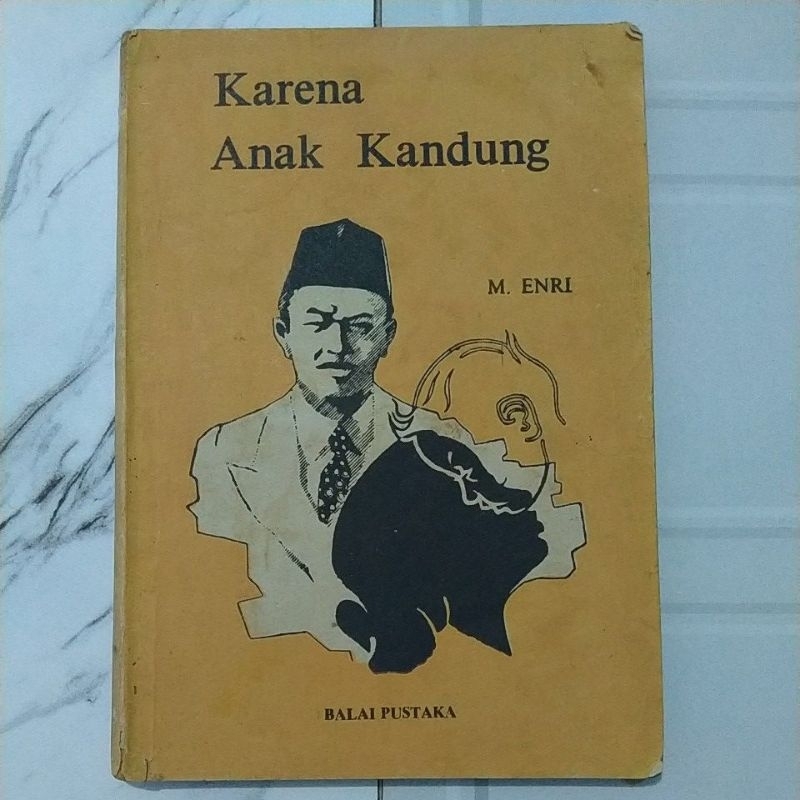 Karena
Anak Kandung
M. ENRI
BALAI PUSTAKA